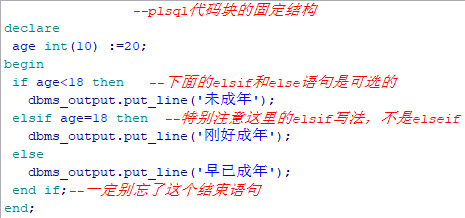 --plsql代码块的固定结构
declare
age int(10) :=20;
begin
if age<18 then --下面的elsif和else语句是可选的
dbms_output.put_line('未成年');
elsif age=18 then --特别注意这里的elsif写法，不是elseif
dbms_output.put_line('刚好成年');
else
dbms_output.put_line('早已成年');
end if;--一定别忘了这个结束语句
end;